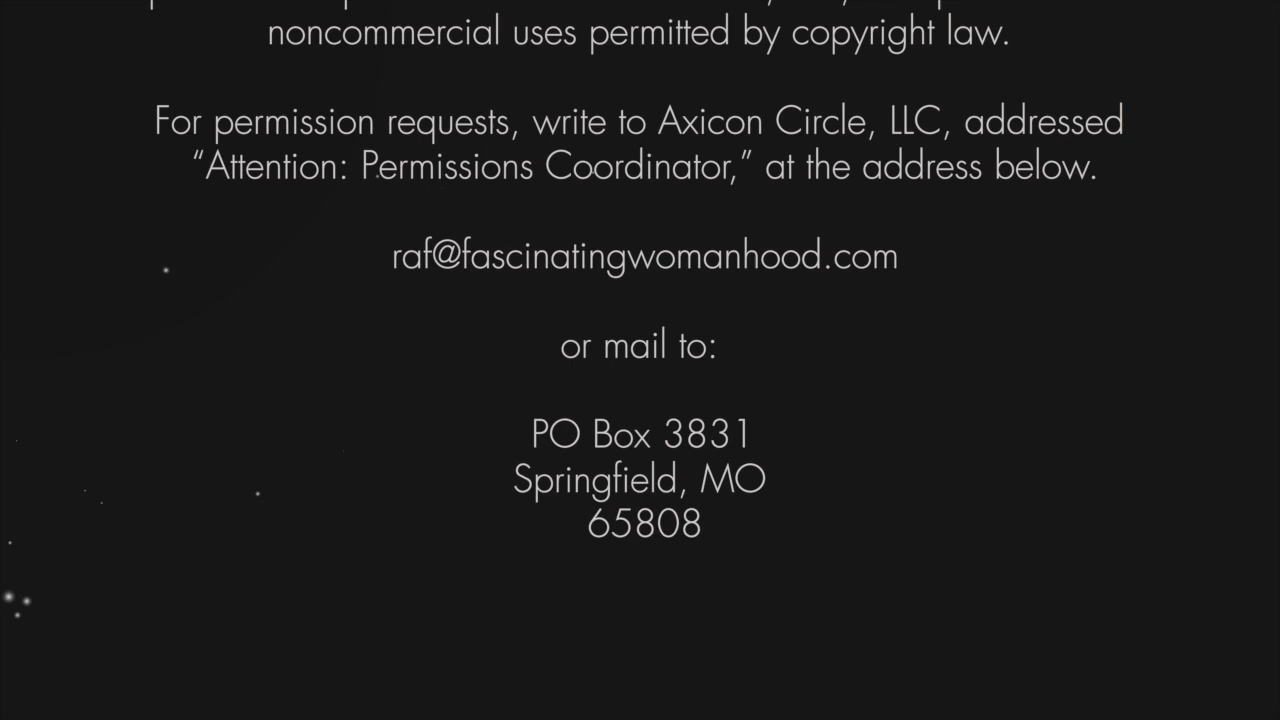 noncommercial uses permitted by copyright law.
For permission requests, write to Axicon Circle, LLC, addressed
“Attention: Permissions Coordinator,” at the address below.
raf@fascinatingwomanhood.com
or mail to:
PO Box 3831
Springfield, MO
65808